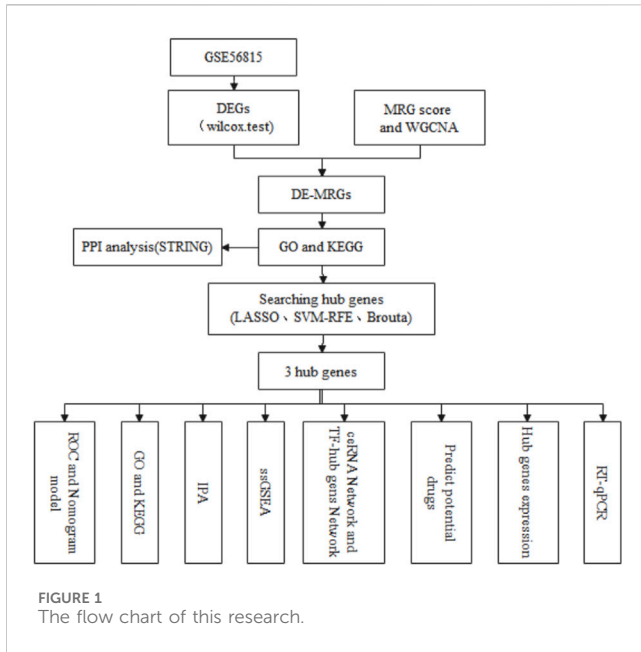 GSE56815
DEGs
（wilcox.test)
MRG score
and WGCNA
DE-MRGs
PPI analysis(STRING)
GO and KEGG
Searching hub genes
(LASSO、SVM-RFE、Brouta)
3 hub genes
ROC and Nomogram
model
GO and KEGG
IPA
ssGSEA
ceRNA Network and
TF-hub gens Network
Predict potential
drugs
Hub genes expression
RT-qPCR
FIGURE 1
The flow chart of this research.